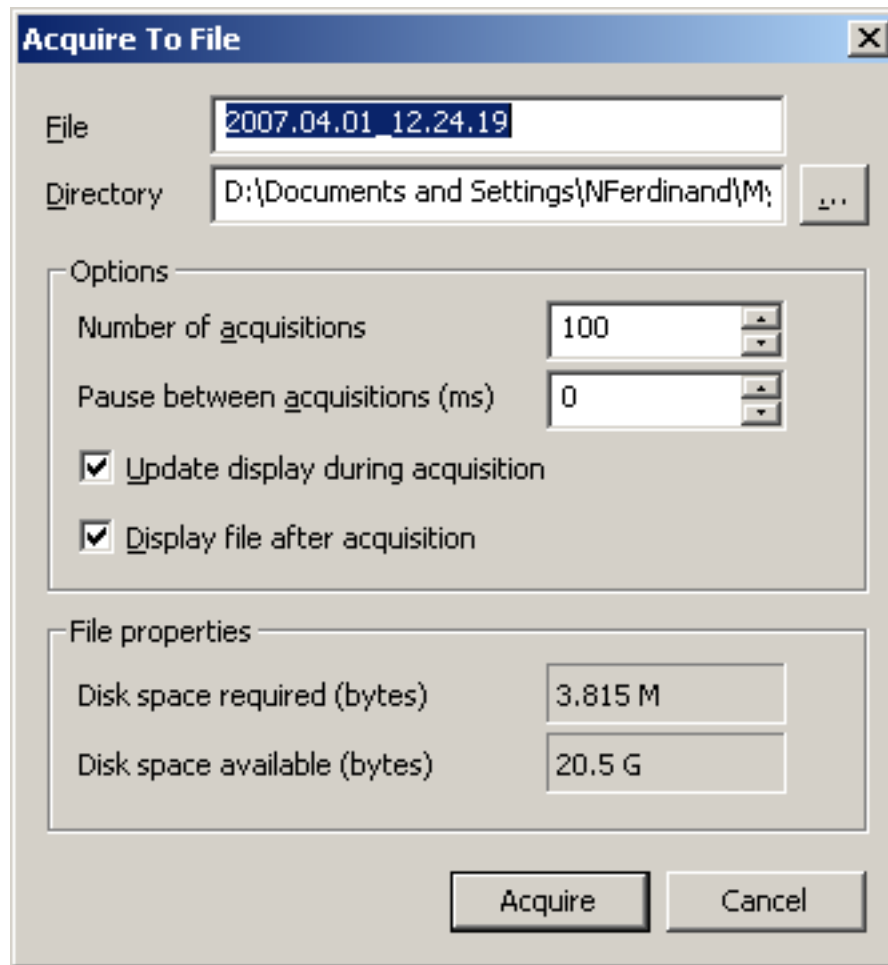 Acquire To File
File 2007.04.01_12.24.19
Directory D:\Documents and Settings\NFerdinand\My ...
Options
Number of acquisitions 100
Pause between acquisitions (ms) 0
Update display during acquisition
Display file after acquisition
File properties
Disk space required (bytes) 3.815 M
Disk space available (bytes) 20.5 G
Acquire Cancel